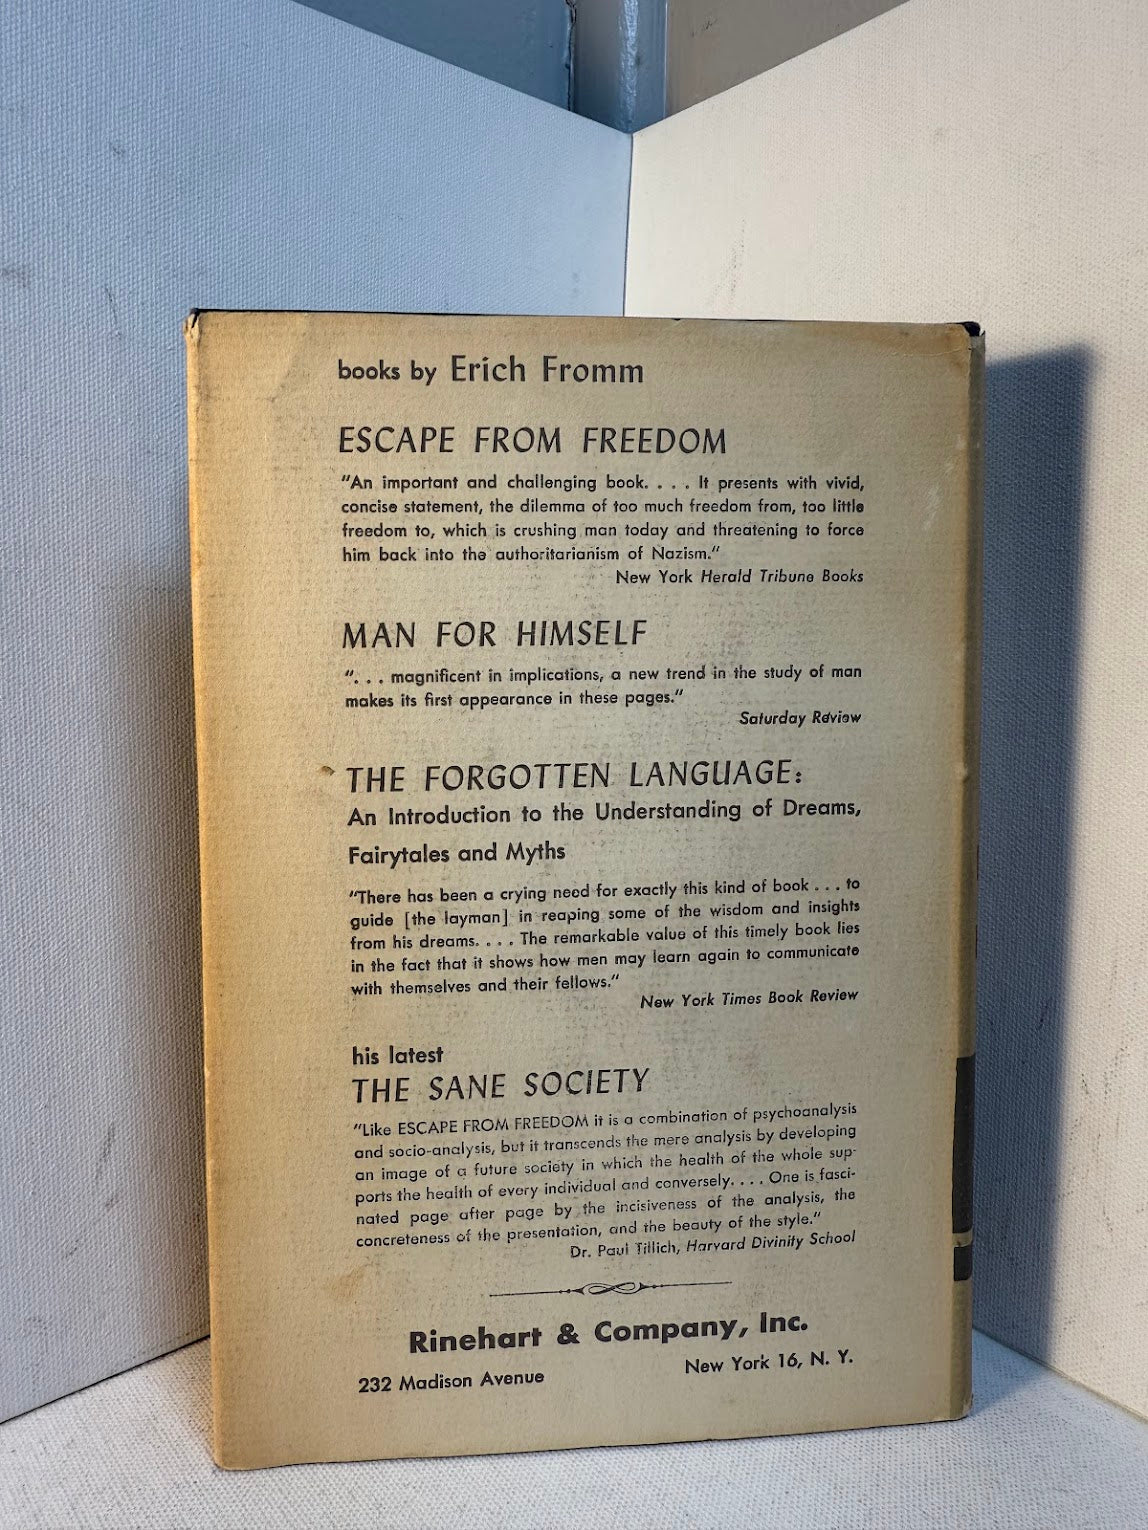 books by Erich Fromm
ESCAPE FROM FREEDOM
"An important and challenging book. . . . It presents with vivid,
concise statement, the dilemma of too much freedom from, too little
freedom to, which is crushing man today and threatening to force
him back into the authoritarianism of Nazism."
New York Herald Tribune Books
MAN FOR HIMSELF
". . . magnificent in implications, a new trend in the study of man
makes its first appearance in these pages."
Saturday Review
THE FORGOTTEN LANGUAGE:
An Introduction to the Understanding of Dreams,
Fairytales and Myths
"There has been a crying need for exactly this kind of book . . . to
guide [the layman] in reaping some of the wisdom and insights
from his dreams. . . . The remarkable value of this timely book lies
in the fact that it shows how men may learn again to communicate
with themselves and their fellows."
New York Times Book Review
his latest
THE SANE SOCIETY
"Like ESCAPE FROM FREEDOM it is a combination of psychoanalysis
and socio-analysis, but it transcends the mere analysis by developing
an image of a future society in which the health of the whole sup-
ports the health of every individual and conversely. . . . One is fasci-
nated page after page by the incisiveness of the analysis, the
concreteness of the presentation, and the beauty of the style."
Dr. Paul Tillich, Harvard Divinity School
Rinehart & Company, Inc.
232 Madison Avenue New York 16, N. Y.